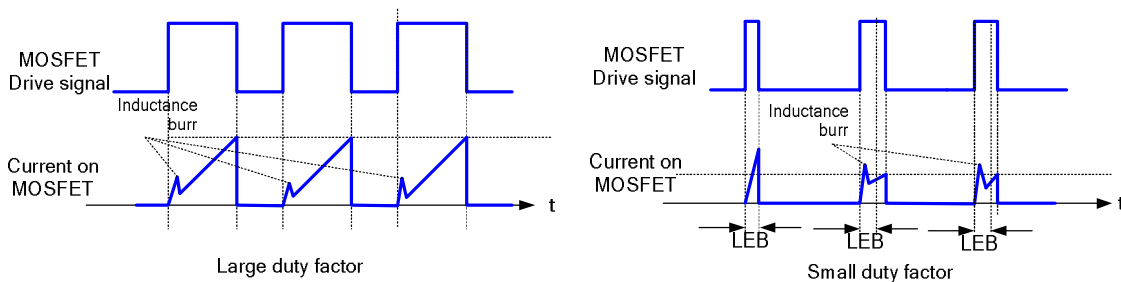 MOSFET
Drive signal
Inductance
burr
Current on
MOSFET
t
Large duty factor
MOSFET
Drive signal
Inductance
burr
Current on
MOSFET
t
LEB
LEB
LEB
Small duty factor